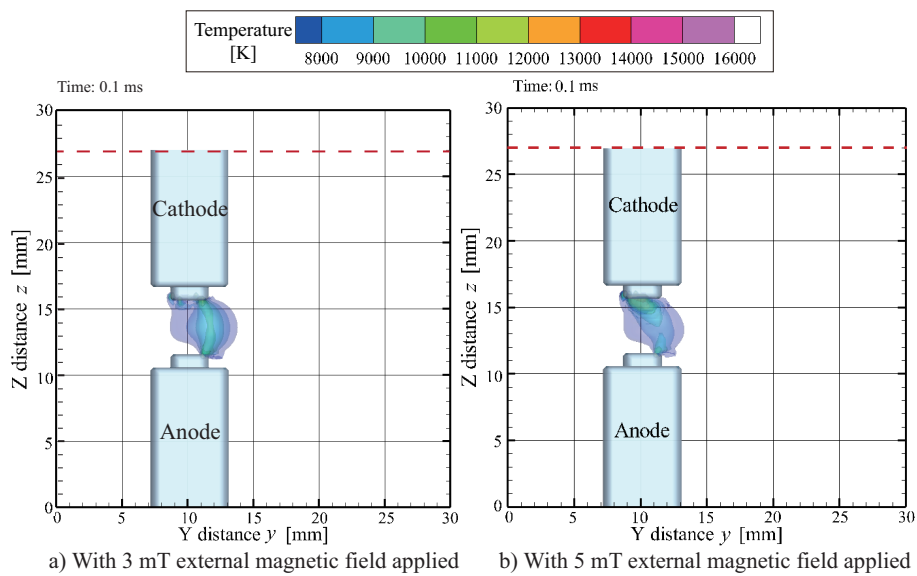 Temperature
[K]
8000 9000 10000 11000 12000 13000 14000 15000 16000
Time: 0.1 ms
30
25
20
15
10
5
0
Z distance z [mm]
Cathode
Anode
0 5 10 15 20 25 30
Y distance y [mm]
a) With 3 mT external magnetic field applied
Time: 0.1 ms
30
25
20
15
10
5
0
Z distance z [mm]
Cathode
Anode
0 5 10 15 20 25 30
Y distance y [mm]
b) With 5 mT external magnetic field applied